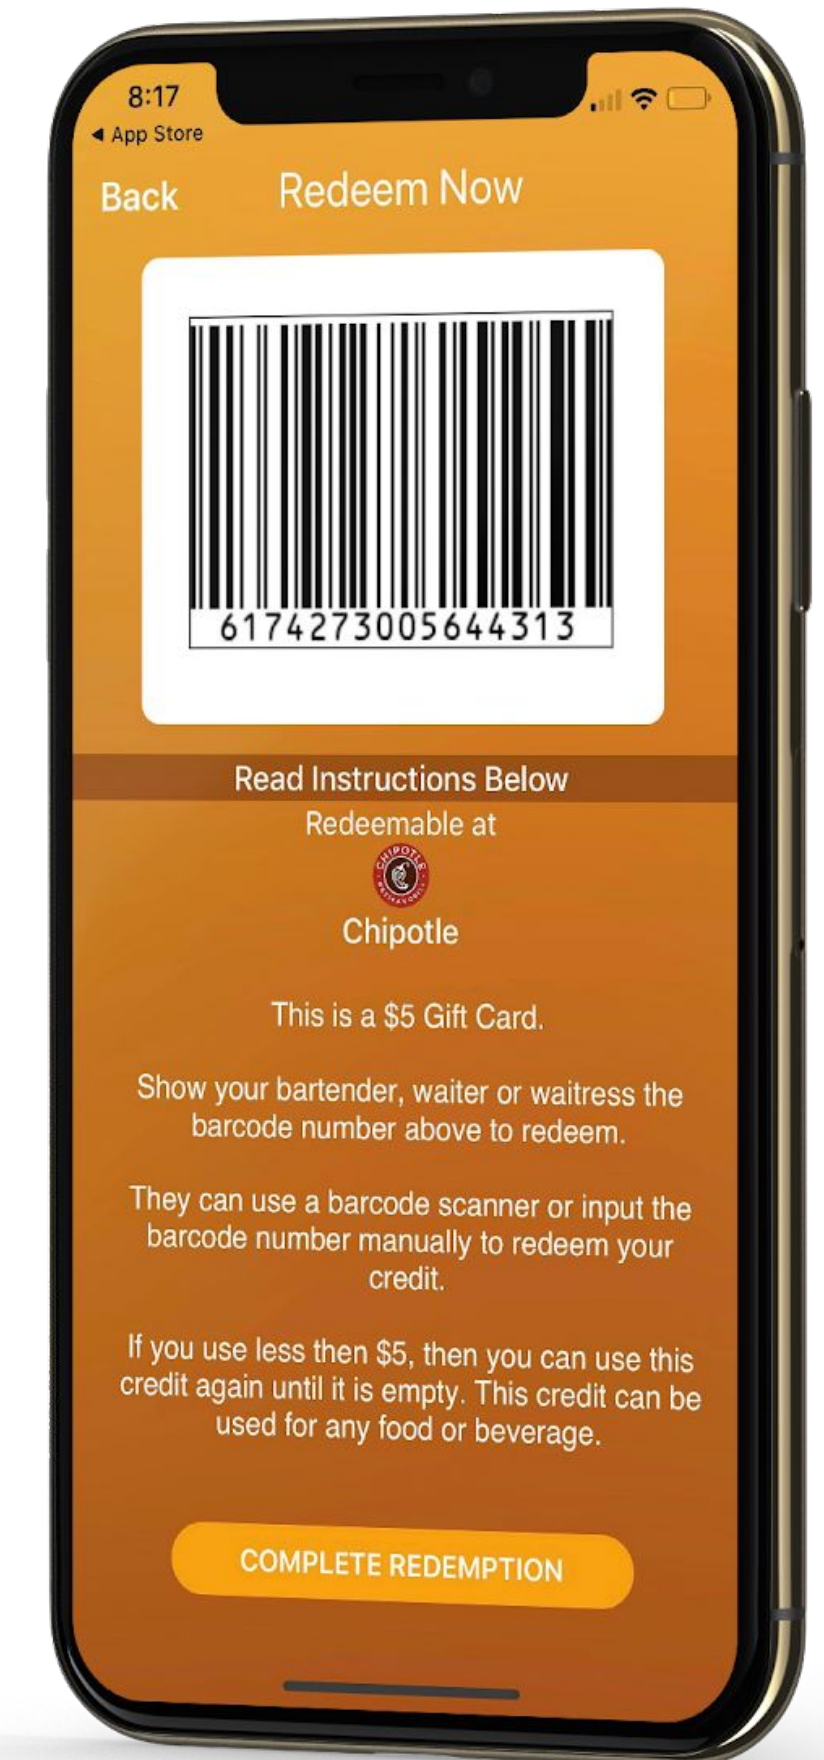 8:17
◀ App Store
Back
Redeem Now
6174273005644313
Read Instructions Below
Redeemable at
CHIPOTLE
Chipotle
This is a $5 Gift Card.
Show your bartender, waiter or waitress the
barcode number above to redeem.
They can use a barcode scanner or input the
barcode number manually to redeem your
credit.
If you use less then $5, then you can use this
credit again until it is empty. This credit can be
used for any food or beverage.
COMPLETE REDEMPTION